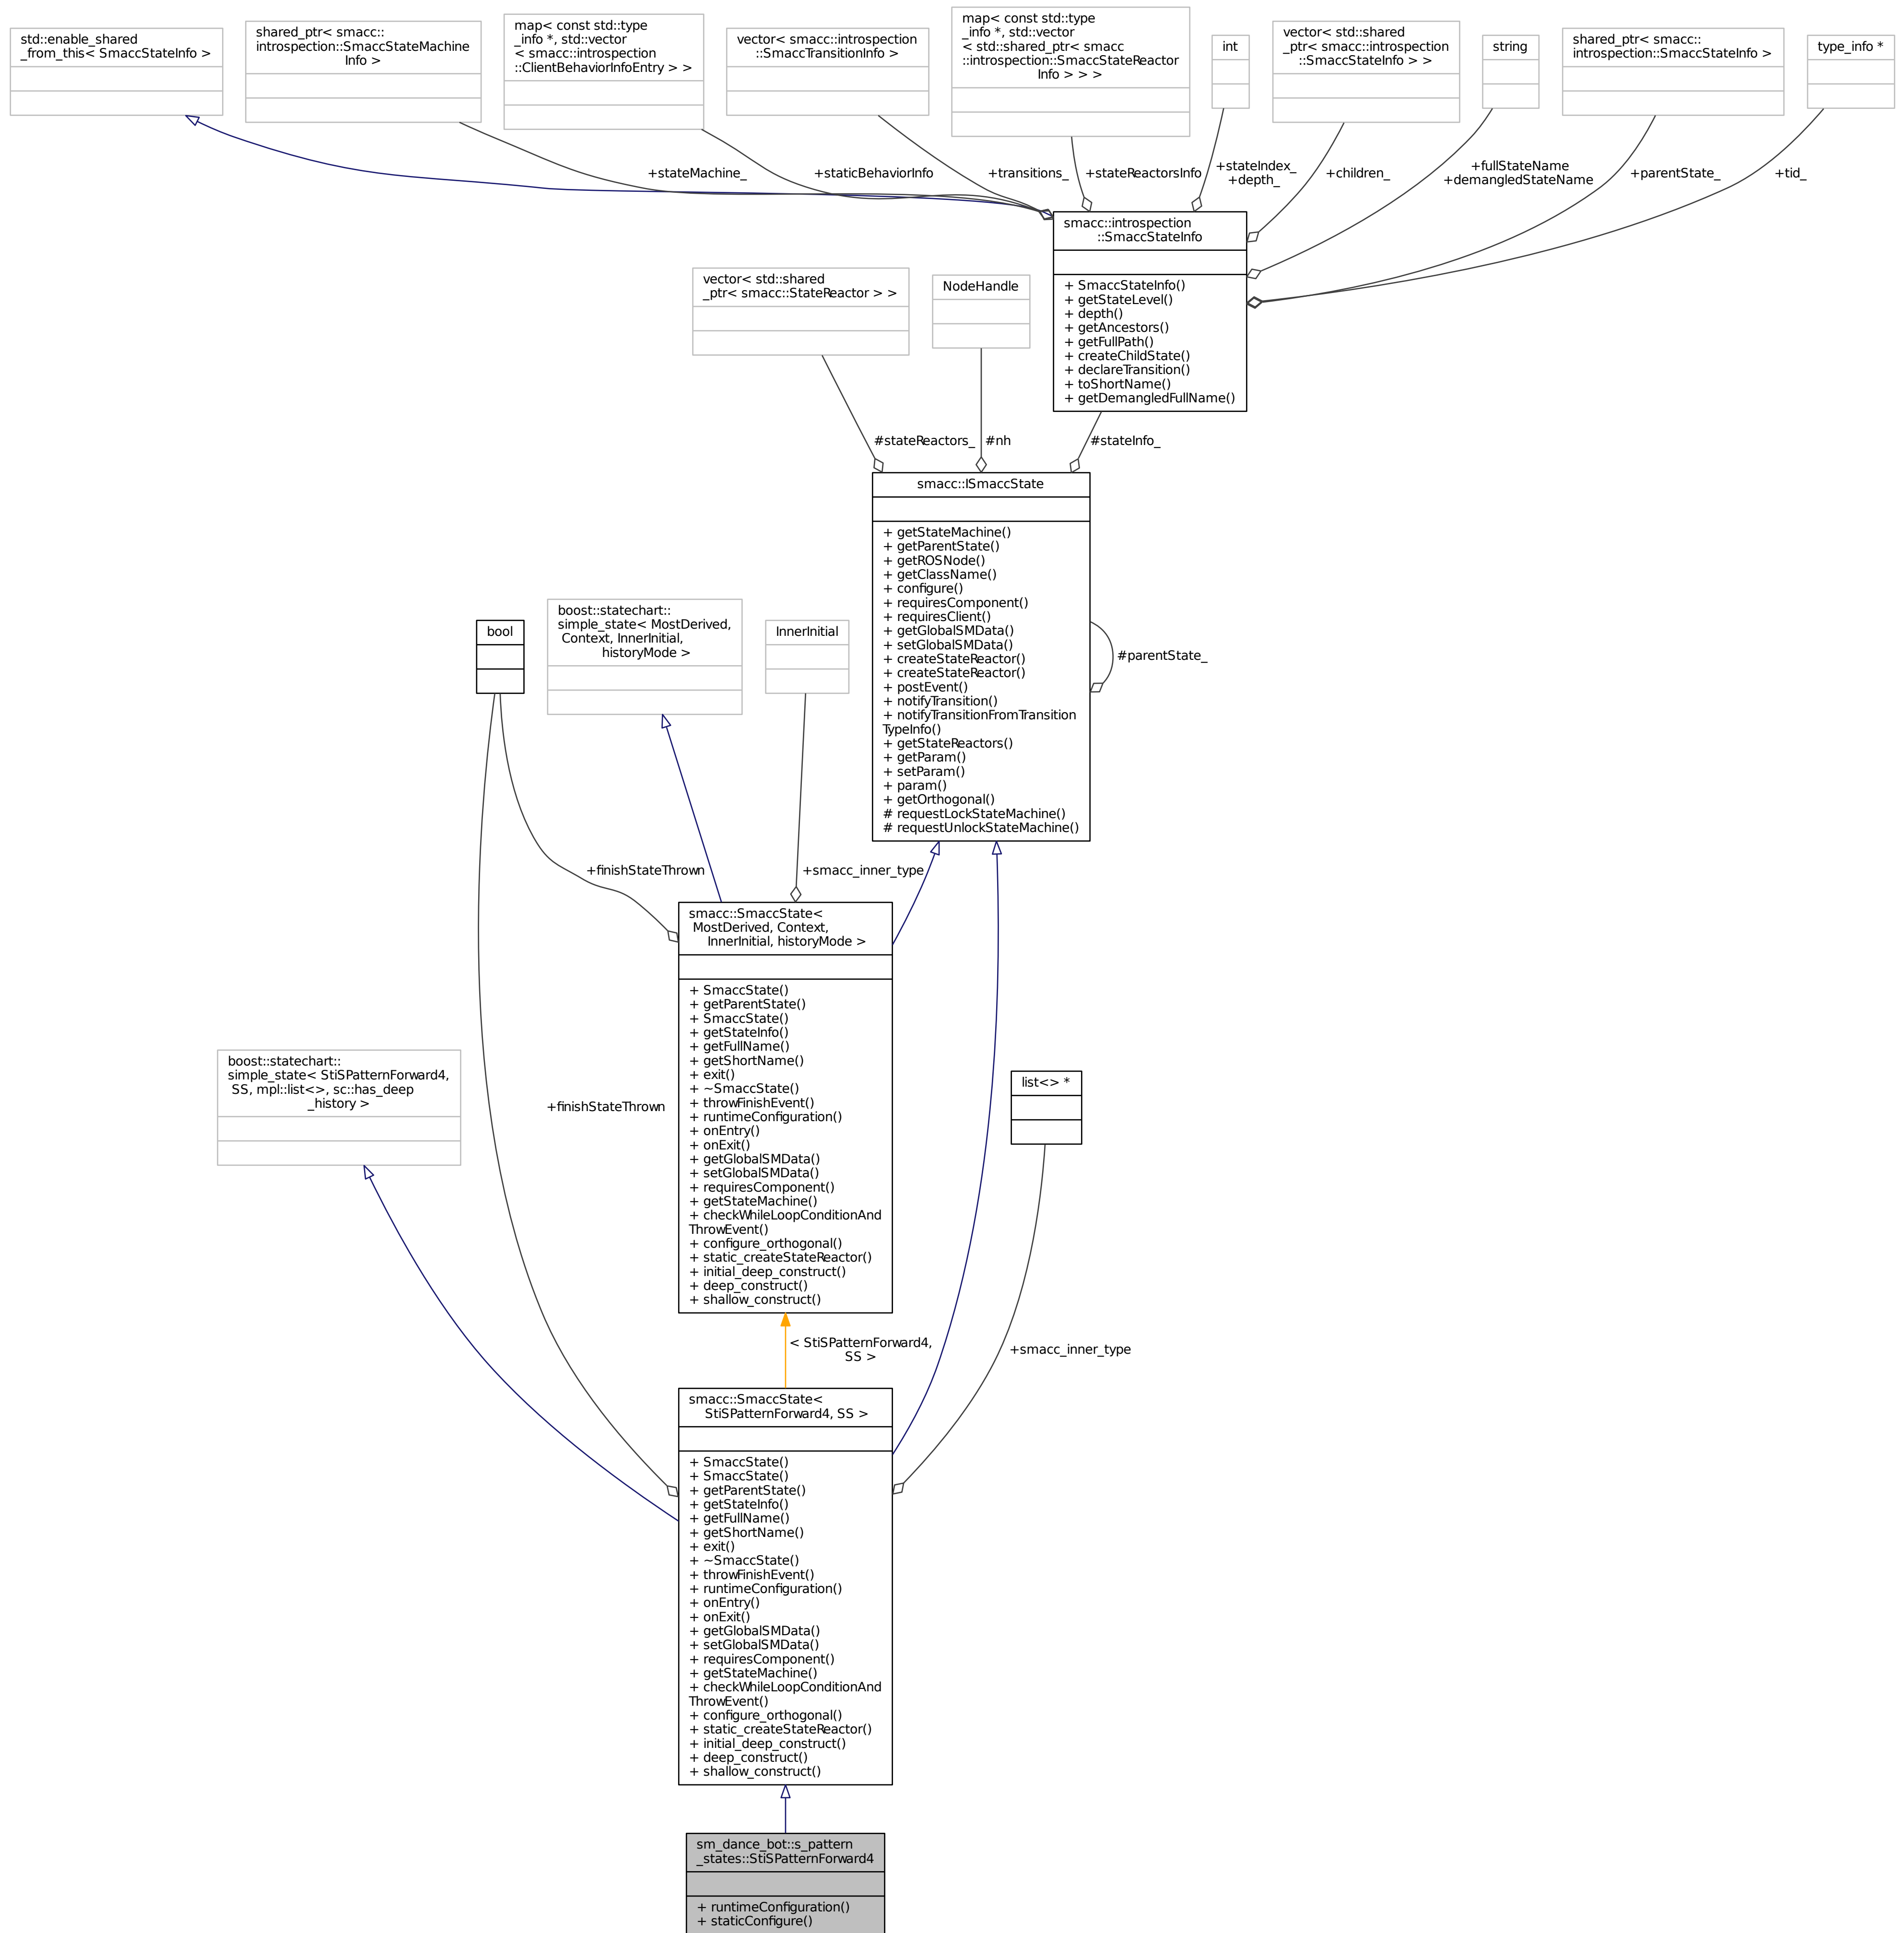 std::enable_shared
_from_this< SmaccStateInfo >
shared_ptr< smacc::
introspection::SmaccStateMachine
Info >
map< const std::type
_info *, std::vector
< smacc::introspection
::ClientBehaviorInfoEntry > >
vector< smacc::introspection
::SmaccTransitionInfo >
map< const std::type
_info *, std::vector
< std::shared_ptr< smacc
::introspection::SmaccStateReactor
Info > > >
int
vector< std::shared
_ptr< smacc::introspection
::SmaccStateInfo > >
string
shared_ptr< smacc::
introspection::SmaccStateInfo >
type_info *
+stateMachine_
+staticBehaviorInfo
+transitions_
+stateReactorsInfo
+stateIndex_
+depth_
+children_
+fullStateName
+demangledStateName
+parentState_
+tid_
smacc::introspection
::SmaccStateInfo
+ SmaccStateInfo()
+ getStateLevel()
+ depth()
+ getAncestors()
+ getFullPath()
+ createChildState()
+ declareTransition()
+ toShortName()
+ getDemangledFullName()
vector< std::shared
_ptr< smacc::StateReactor > >
NodeHandle
#stateReactors_
#nh
#stateInfo_
smacc::ISmaccState
+ getStateMachine()
+ getParentState()
+ getROSNode()
+ getClassName()
+ configure()
+ requiresComponent()
+ requiresClient()
+ getGlobalSMData()
+ setGlobalSMData()
+ createStateReactor()
+ createStateReactor()
+ postEvent()
+ notifyTransition()
+ notifyTransitionFromTransition
TypeInfo()
+ getStateReactors()
+ getParam()
+ setParam()
+ param()
+ getOrthogonal()
# requestLockStateMachine()
# requestUnlockStateMachine()
#parentState_
bool
boost::statechart::
simple_state< MostDerived,
Context, InnerInitial,
historyMode >
InnerInitial
+finishStateThrown
+smacc_inner_type
smacc::SmaccState<
MostDerived, Context,
InnerInitial, historyMode >
+ SmaccState()
+ getParentState()
+ SmaccState()
+ getStateInfo()
+ getFullName()
+ getShortName()
+ exit()
+ ~SmaccState()
+ throwFinishEvent()
+ runtimeConfiguration()
+ onEntry()
+ onExit()
+ getGlobalSMData()
+ setGlobalSMData()
+ requiresComponent()
+ getStateMachine()
+ checkWhileLoopConditionAnd
ThrowEvent()
+ configure_orthogonal()
+ static_createStateReactor()
+ initial_deep_construct()
+ deep_construct()
+ shallow_construct()
boost::statechart::
simple_state< StiSPatternForward4,
SS, mpl::list<>, sc::has_deep
_history >
+finishStateThrown
list<> *
< StiSPatternForward4,
SS >
+smacc_inner_type
smacc::SmaccState<
StiSPatternForward4, SS >
+ SmaccState()
+ SmaccState()
+ getParentState()
+ getStateInfo()
+ getFullName()
+ getShortName()
+ exit()
+ ~SmaccState()
+ throwFinishEvent()
+ runtimeConfiguration()
+ onEntry()
+ onExit()
+ getGlobalSMData()
+ setGlobalSMData()
+ requiresComponent()
+ getStateMachine()
+ checkWhileLoopConditionAnd
ThrowEvent()
+ configure_orthogonal()
+ static_createStateReactor()
+ initial_deep_construct()
+ deep_construct()
+ shallow_construct()
sm_dance_bot::s_pattern
_states::StiSPatternForward4
+ runtimeConfiguration()
+ staticConfigure()